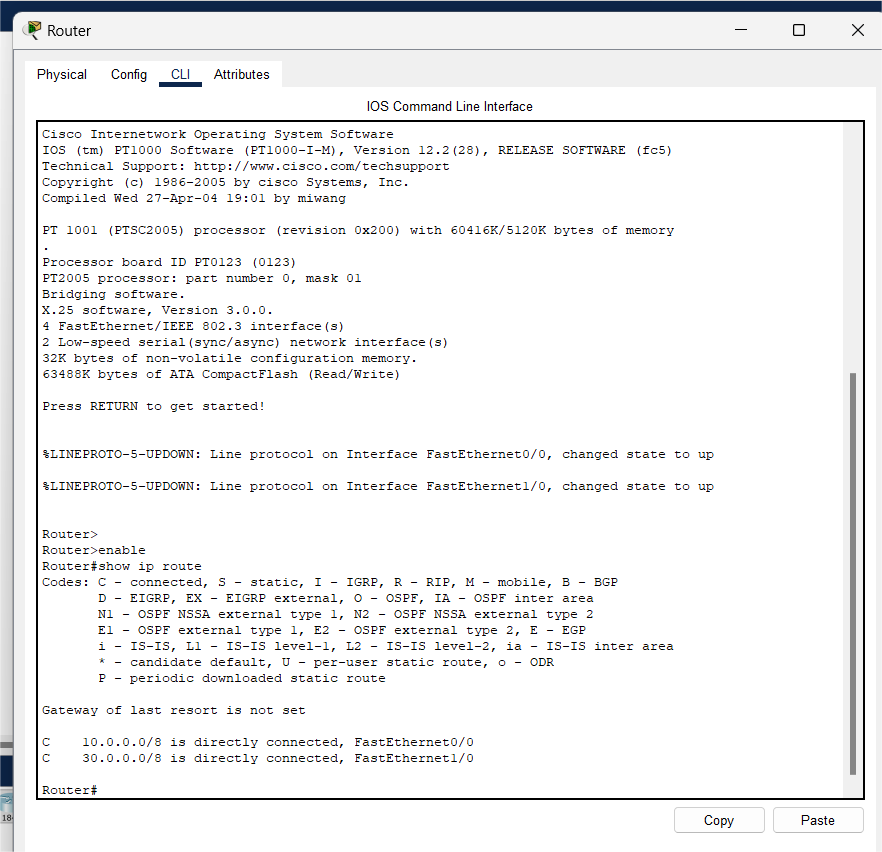 Router
Physical Config CLI Attributes
IOS Command Line Interface
Cisco Internetwork Operating System Software
IOS (tm) PT1000 Software (PT1000-I-M), Version 12.2(28), RELEASE SOFTWARE (fc5)
Technical Support: http://www.cisco.com/techsupport
Copyright (c) 1986-2005 by cisco Systems, Inc.
Compiled Wed 27-Apr-04 19:01 by miwang
PT 1001 (PTSC2005) processor (revision 0x200) with 60416K/5120K bytes of memory
.
Processor board ID PT0123 (0123)
PT2005 processor: part number 0, mask 01
Bridging software.
X.25 software, Version 3.0.0.
4 FastEthernet/IEEE 802.3 interface(s)
2 Low-speed serial(sync/async) network interface(s)
32K bytes of non-volatile configuration memory.
63488K bytes of ATA CompactFlash (Read/Write)
Press RETURN to get started!
%LINEPROTO-5-UPDOWN: Line protocol on Interface FastEthernet0/0, changed state to up
%LINEPROTO-5-UPDOWN: Line protocol on Interface FastEthernet1/0, changed state to up
Router>
Router>enable
Router#show ip route
Codes: C - connected, S - static, I - IGRP, R - RIP, M - mobile, B - BGP
D - EIGRP, EX - EIGRP external, O - OSPF, IA - OSPF inter area
N1 - OSPF NSSA external type 1, N2 - OSPF NSSA external type 2
E1 - OSPF external type 1, E2 - OSPF external type 2, E - EGP
i - IS-IS, L1 - IS-IS level-1, L2 - IS-IS level-2, ia - IS-IS inter area
* - candidate default, U - per-user static route, o - ODR
P - periodic downloaded static route
Gateway of last resort is not set
C 10.0.0.0/8 is directly connected, FastEthernet0/0
C 30.0.0.0/8 is directly connected, FastEthernet1/0
Router#
Copy Paste